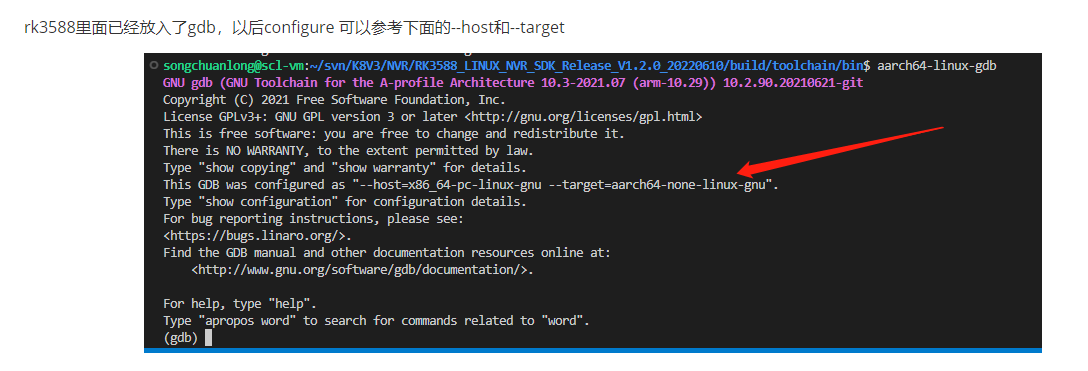 rk3588里面已经放入了gdb，以后configure 可以参考下面的--host和--target
songchuanlong@scl-vm:~/svn/K8V3/NVR/RK3588_LINUX_NVR_SDK_Release_V1.2.0_20220610/build/toolchain/bin$ aarch64-linux-gdb
GNU gdb (GNU Toolchain for the A-profile Architecture 10.3-2021.07 (arm-10.29)) 10.2.90.20210621-git
Copyright (C) 2021 Free Software Foundation, Inc.
License GPLv3+: GNU GPL version 3 or later <http://gnu.org/licenses/gpl.html>
This is free software: you are free to change and redistribute it.
There is NO WARRANTY, to the extent permitted by law.
Type "show copying" and "show warranty" for details.
This GDB was configured as "--host=x86_64-pc-linux-gnu --target=aarch64-none-linux-gnu".
Type "show configuration" for configuration details.
For bug reporting instructions, please see:
<https://bugs.linaro.org/>.
Find the GDB manual and other documentation resources online at:
<http://www.gnu.org/software/gdb/documentation/>.
For help, type "help".
Type "apropos word" to search for commands related to "word".
(gdb)